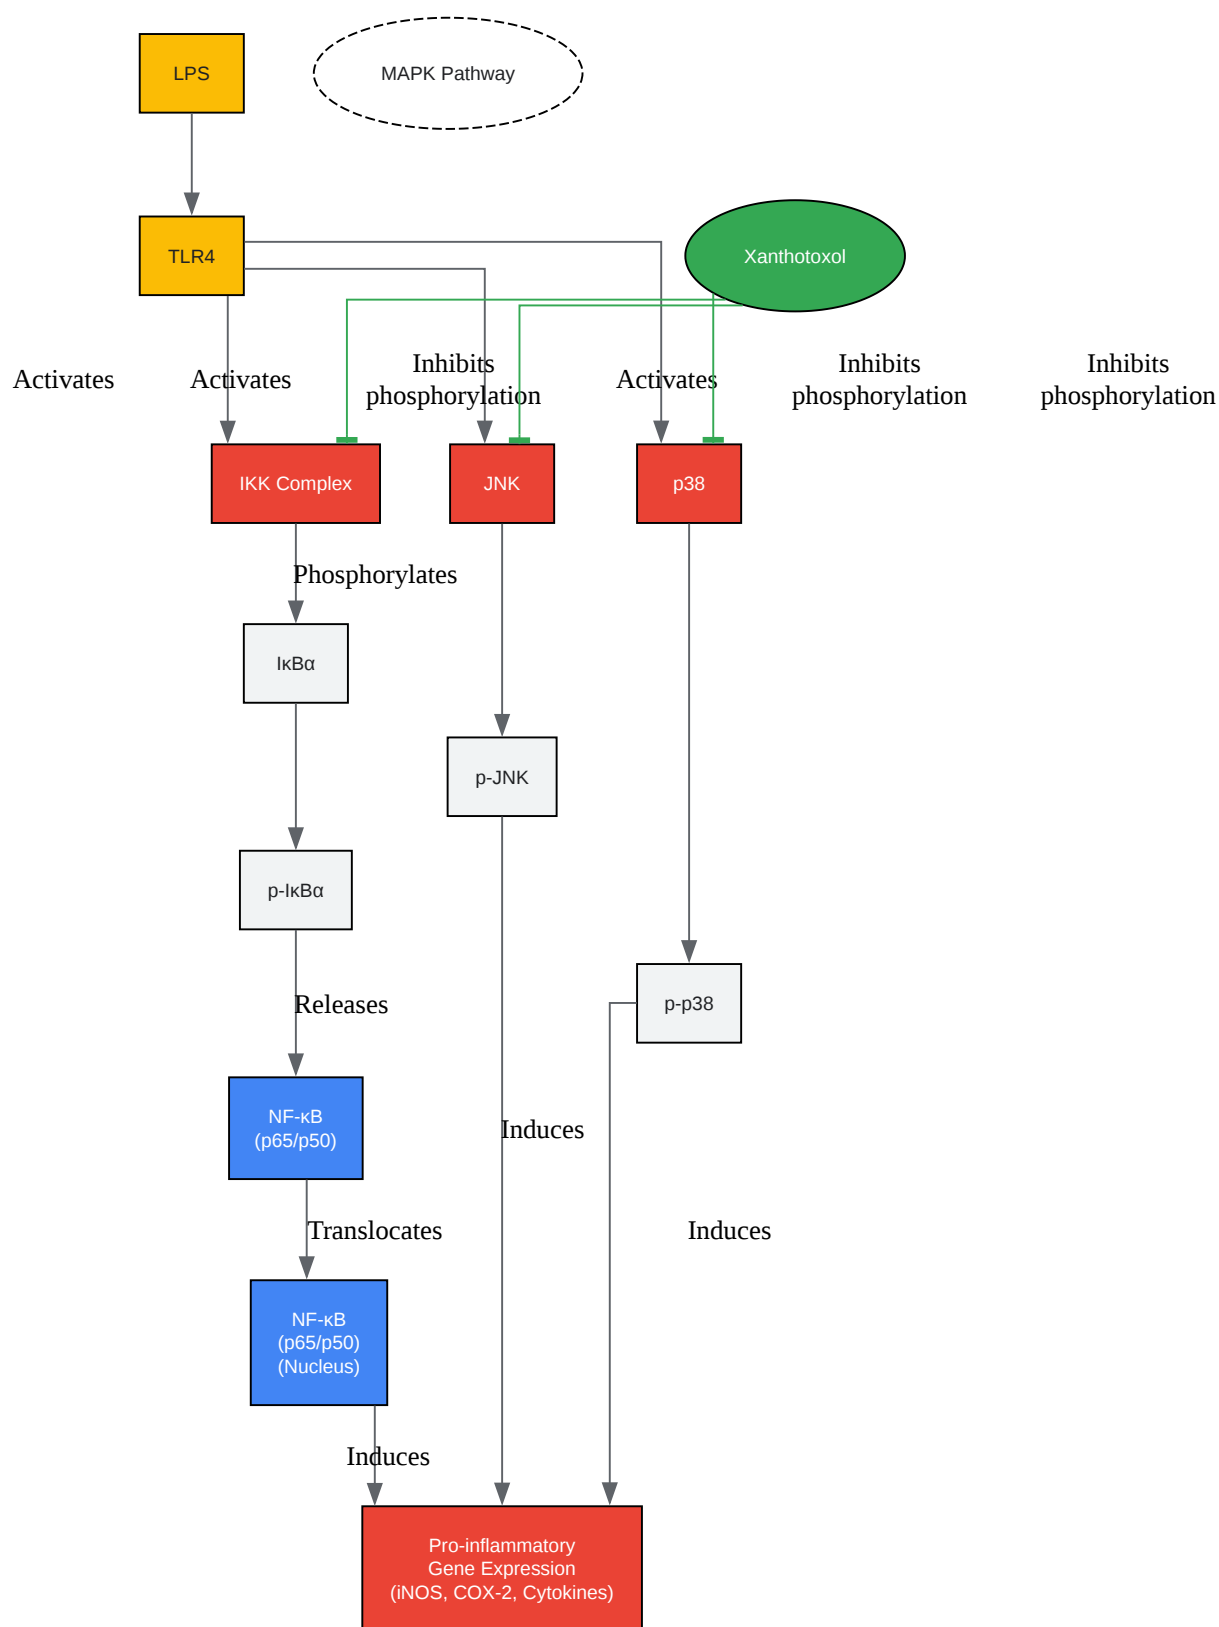 LPS
MAPK Pathway
TLR4
Xanthotoxol
Activates
Activates
Inhibits
phosphorylation
Activates
Inhibits
phosphorylation
Inhibits
phosphorylation
IKK Complex
JNK
p38
Phosphorylates
IκBα
p-JNK
p-IκBα
Releases
p-p38
NF-κB
(p65/p50)
Induces
Translocates
Induces
NF-κB
(p65/p50)
(Nucleus)
Induces
Pro-inflammatory
Gene Expression
(iNOS, COX-2, Cytokines)